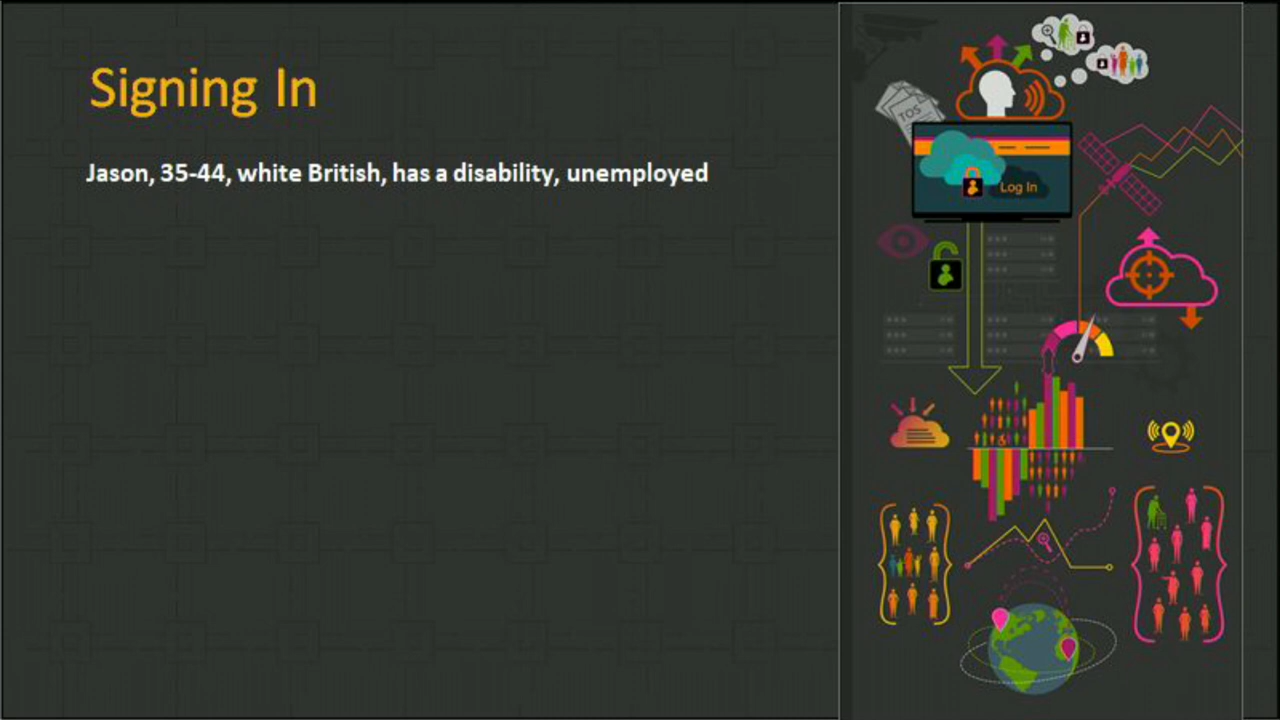 Signing In
Jason, 35-44, white British, has a disability, unemployed
TOS
Log In